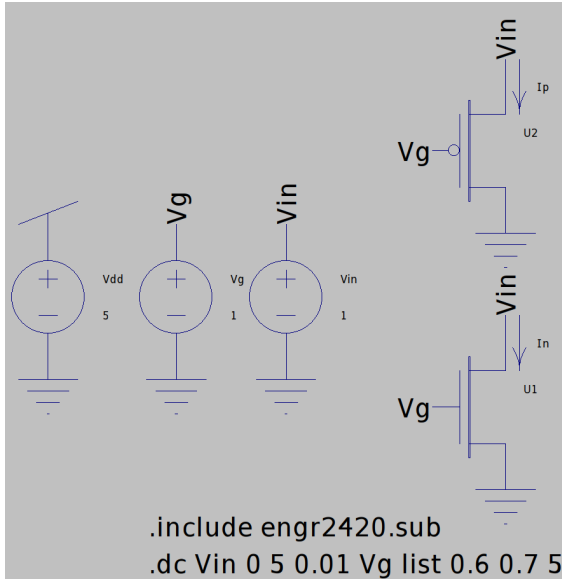 Vin
Ip
U2
Vg
Vg
Vin
Vdd
5
Vg
1
Vin
1
Vin
In
U1
Vg
.include engr2420.sub
.dc Vin 0 5 0.01 Vg list 0.6 0.7 5